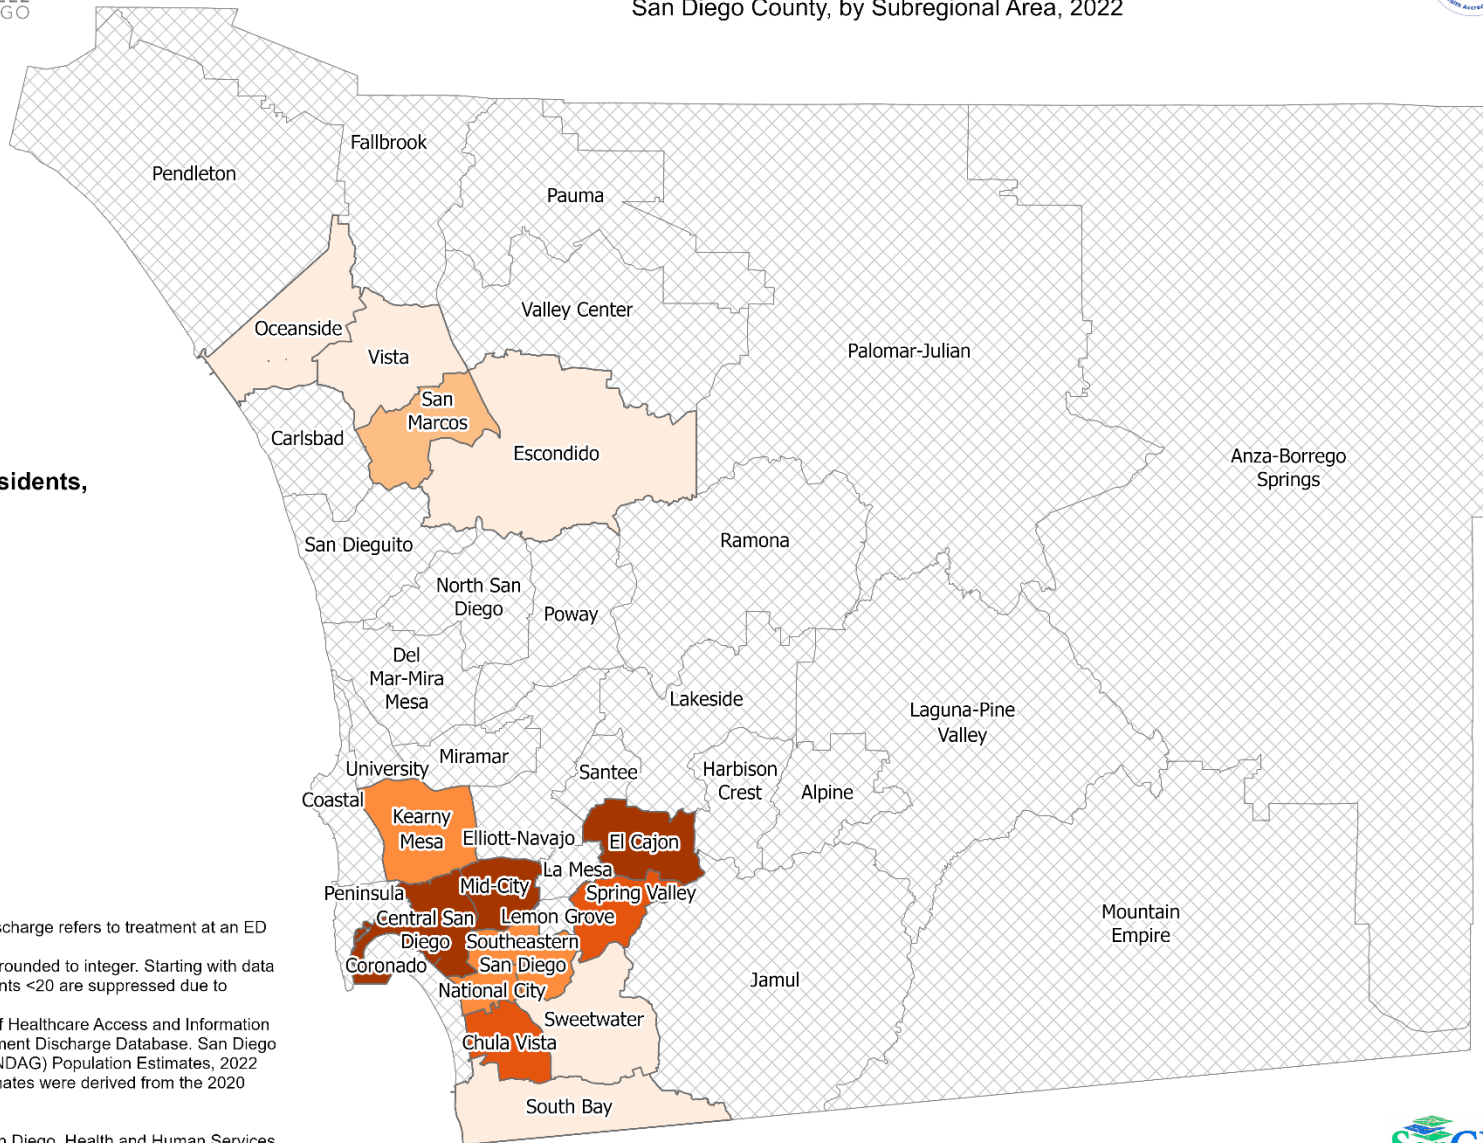 GO
San Diego County, by Subregional Area, 2022
Fallbrook
Pendleton
Pauma
Valley Center
Oceanside
Vista
Palomar-Julian
San
Marcos
Carlsbad
Escondido
Anza-Borrego
Springs
sidents,
San Dieguito
Ramona
North San
Diego
Poway
Del
Mar-Mira
Mesa
Lakeside
Laguna-Pine
Valley
Miramar
University
Santee
Harbison
Crest
Alpine
Coastal
Kearny
Mesa
Elliott-Navajo
El Cajon
La Mesa
Mid-City
Peninsula
Spring Valley
Central San
Diego
Lemon Grove
Mountain
Empire
Southeastern
San Diego
Coronado
Jamul
National City
Sweetwater
Chula Vista
South Bay
scharge refers to treatment at an ED
rounded to integer. Starting with data
nts <20 are suppressed due to
f Healthcare Access and Information
ment Discharge Database. San Diego
NDAG) Population Estimates, 2022
mates were derived from the 2020
n Diego, Health and Human Services